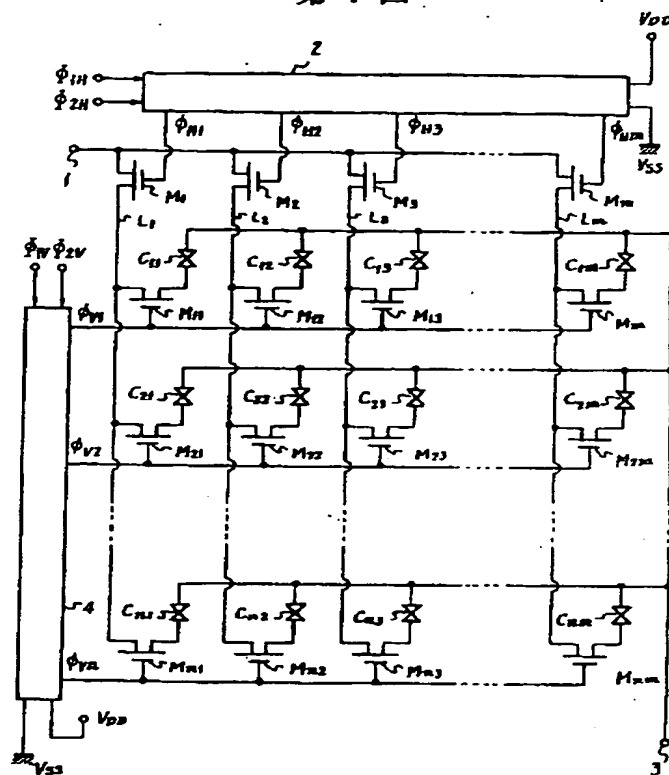 VDD
2
Φ1H
Φ2H
ΦH1 ΦH2 ΦH3 ΦHm
VSS
1
M1 M2 M3 Mm
L1 L2 L3 Lm
Φ1V Φ2V
C11 C12 C13 C1m
ΦV1
M11 M12 M13 M1m
C21 C22 C23 C2m
M21 M22 M23 M2m
ΦV2
Cn1 Cn2 Cn3 Cnm
4
ΦVn
Mn1 Mn2 Mn3 Mnm
VDD
VSS
3